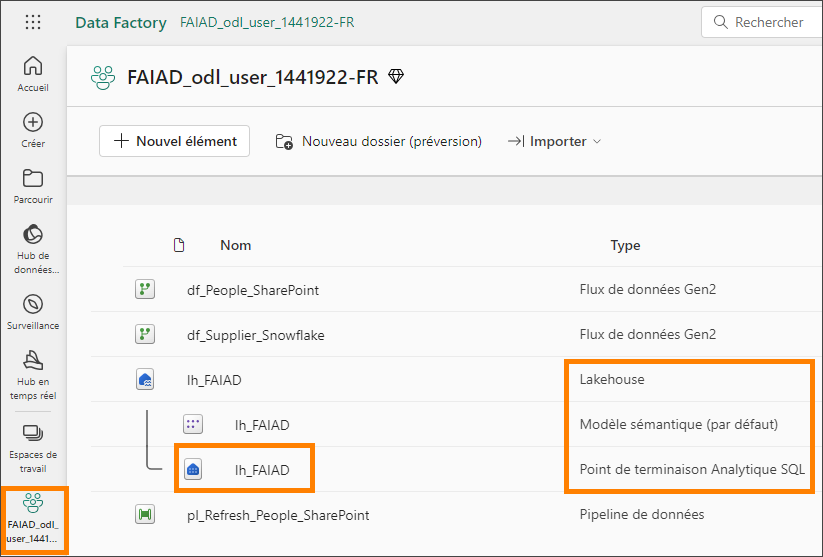 Data Factory FAIAD_odl_user_1441922-FR Rechercher
Accueil
Créer
Parcourir
Hub de
données...
Surveillance
Hub en
temps réel
Espaces de
travail
FAIAD_odl_
user_1441...
FAIAD_odl_user_1441922-FR
Nouvel élément Nouveau dossier (préversion) Importer
Nom Type
df_People_SharePoint Flux de données Gen2
df_Supplier_Snowflake Flux de données Gen2
lh_FAIAD Lakehouse
lh_FAIAD Modèle sémantique (par défaut)
lh_FAIAD Point de terminaison Analytique SQL
pl_Refresh_People_SharePoint Pipeline de données